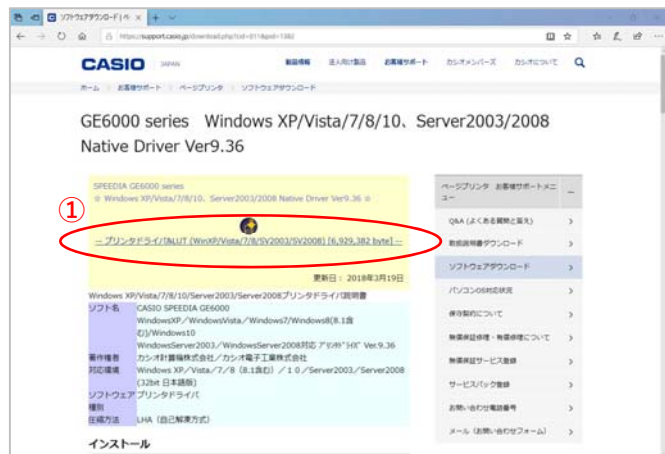 ソフトウェアダウンロード | ペ
https://support.casio.jp/download.php?cid=011&pid=1382
CASIO JAPAN 製品情報 法人向け製品 お客様サポート カシオメンバーズ カシオについて
ホーム お客様サポート ページプリンタ ソフトウェアダウンロード
GE6000 series Windows XP/Vista/7/8/10、Server2003/2008
Native Driver Ver9.36
SPEEDIA GE6000 series
※ Windows XP/Vista/7/8/10、Server2003/2008 Native Driver Ver9.36 ※
①
-- プリンタドライバ&LUT (WinXP/Vista/7/8/SV2003/SV2008) [6,929,382 byte] --
更新日： 2018年3月19日
Windows XP/Vista/7/8/10/Server2003/Server2008プリンタドライバ説明書
ソフト名 CASIO SPEEDIA GE6000
WindowsXP／WindowsVista／Windows7/Windows8(8.1含
む)/Windows10
WindowsServer2003／WindowsServer2008対応 ﾌﾟﾘﾝﾀﾄﾞﾗｲﾊﾞ Ver.9.36
著作権者 カシオ計算機株式会社／カシオ電子工業株式会社
対応環境 Windows XP／Vista／7／8（8.1含む）／１０／Server2003／Server2008
(32bit 日本語版)
ソフトウェア プリンタドライバ
種別
圧縮方法 LHA（自己解凍方式）
インストール
ページプリンタ お客様サポートメニ
ュー
Q&A（よくある質問と答え）
取扱説明書ダウンロード
ソフトウェアダウンロード
パソコンOS対応状況
保守契約について
無償保証修理・無償修理について
無償保証サービス登録
サービスパック登録
お問い合わせ電話番号
メール（お問い合わせフォーム）